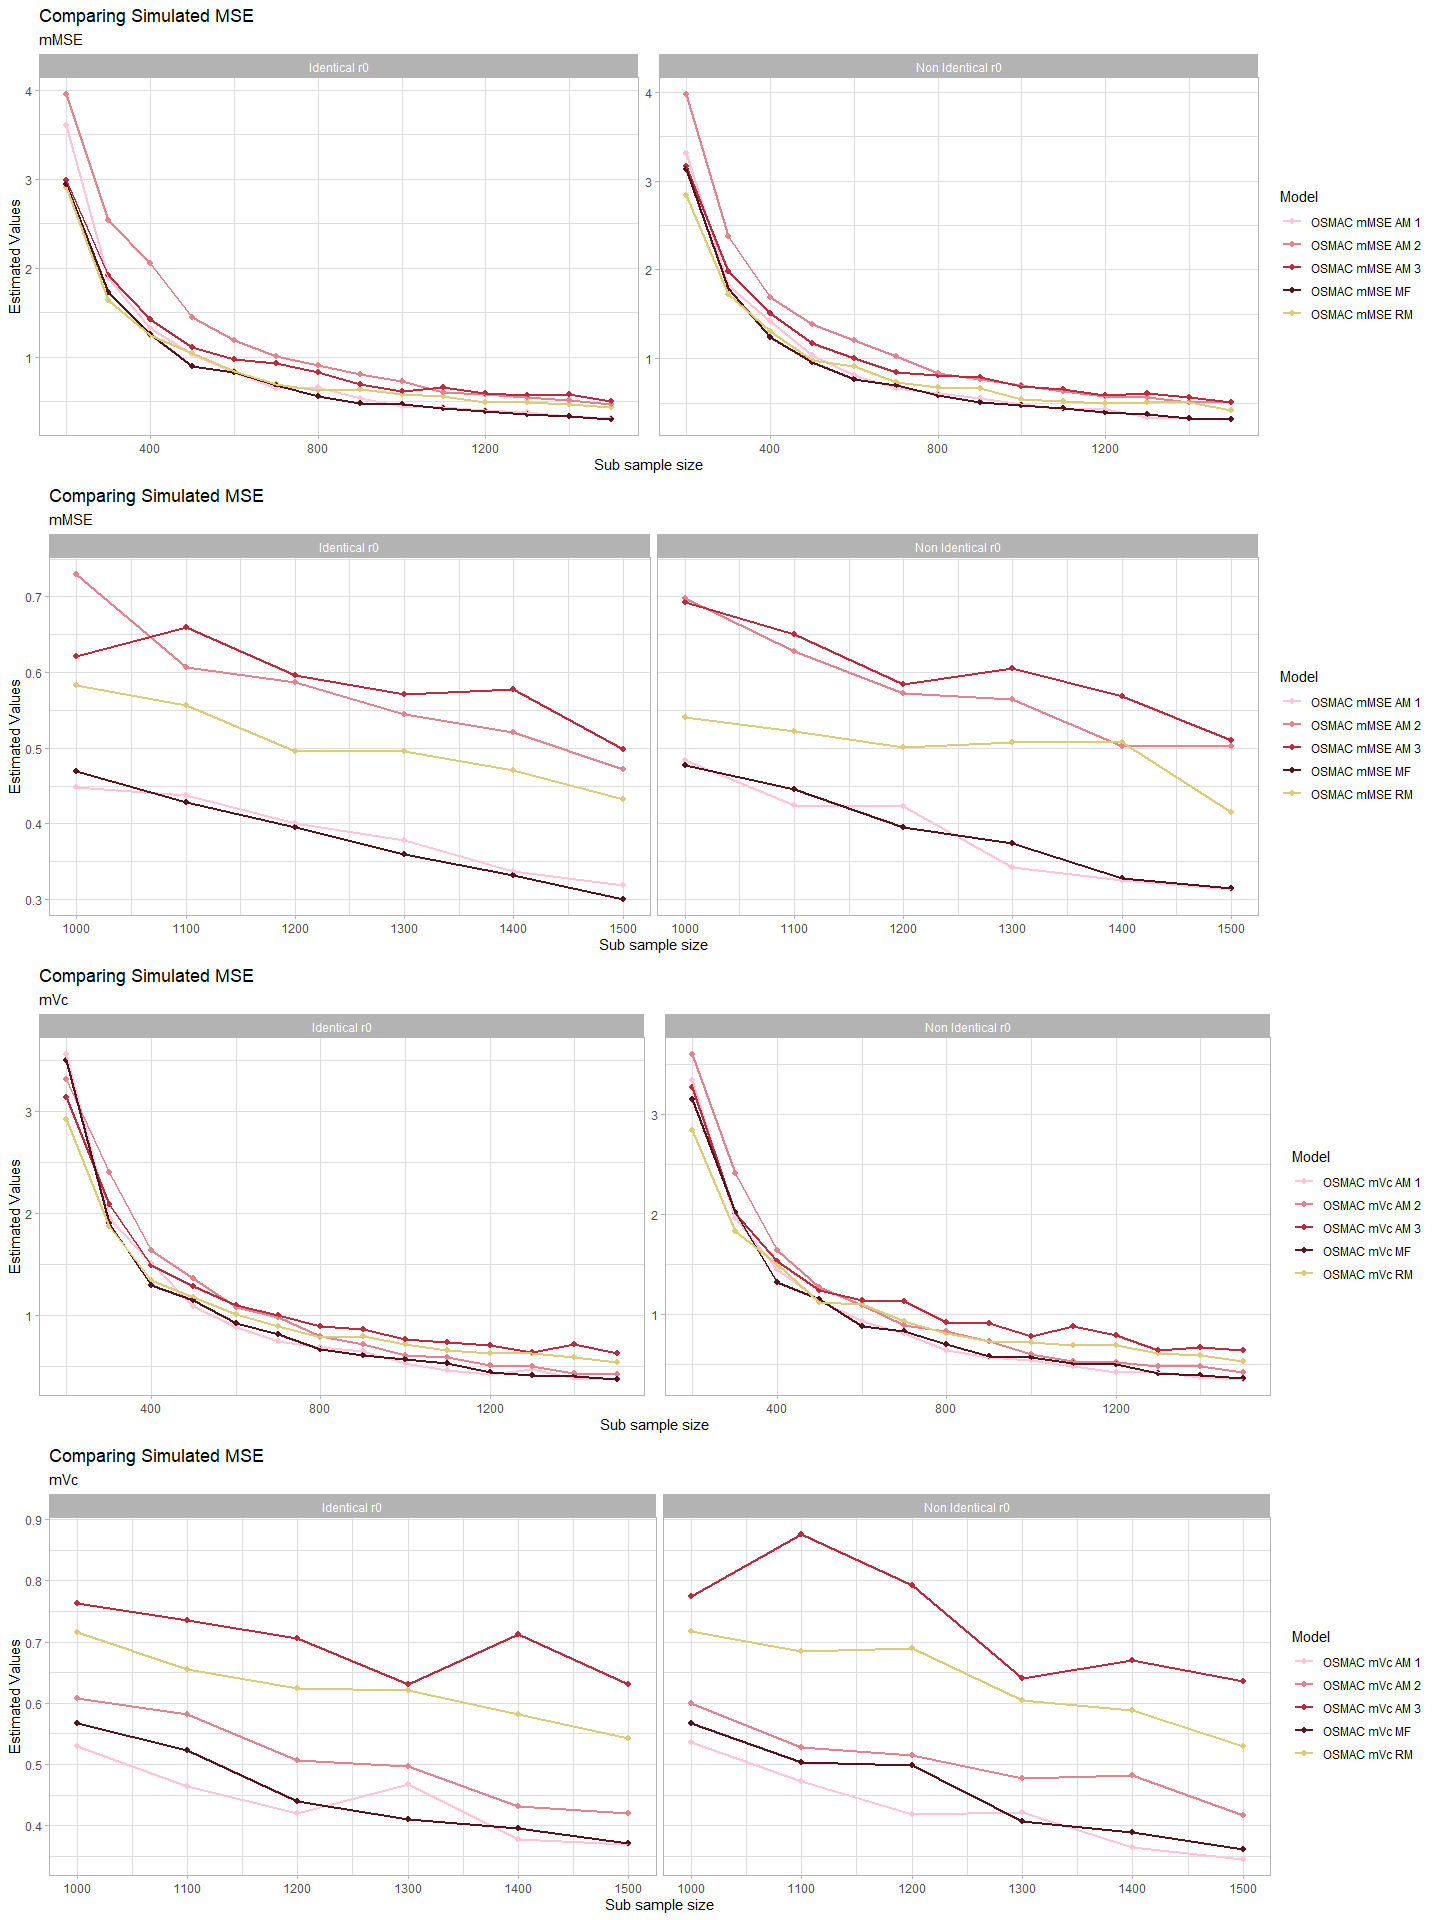 Comparing Simulated MSE
mMSE
Identical r0
Non Identical r0
Estimated Values
4
3
2
1
4
3
2
1
400
800
1200
400
800
1200
Sub sample size
Model
OSMAC mMSE AM 1
OSMAC mMSE AM 2
OSMAC mMSE AM 3
OSMAC mMSE MF
OSMAC mMSE RM
Comparing Simulated MSE
mMSE
Identical r0
Non Identical r0
Estimated Values
0.7
0.6
0.5
0.4
0.3
1000
1100
1200
1300
1400
1500
1000
1100
1200
1300
1400
1500
Sub sample size
Model
OSMAC mMSE AM 1
OSMAC mMSE AM 2
OSMAC mMSE AM 3
OSMAC mMSE MF
OSMAC mMSE RM
Comparing Simulated MSE
mVc
Identical r0
Non Identical r0
Estimated Values
3
2
1
3
2
1
400
800
1200
400
800
1200
Sub sample size
Model
OSMAC mVc AM 1
OSMAC mVc AM 2
OSMAC mVc AM 3
OSMAC mVc MF
OSMAC mVc RM
Comparing Simulated MSE
mVc
Identical r0
Non Identical r0
Estimated Values
0.9
0.8
0.7
0.6
0.5
0.4
1000
1100
1200
1300
1400
1500
1000
1100
1200
1300
1400
1500
Sub sample size
Model
OSMAC mVc AM 1
OSMAC mVc AM 2
OSMAC mVc AM 3
OSMAC mVc MF
OSMAC mVc RM